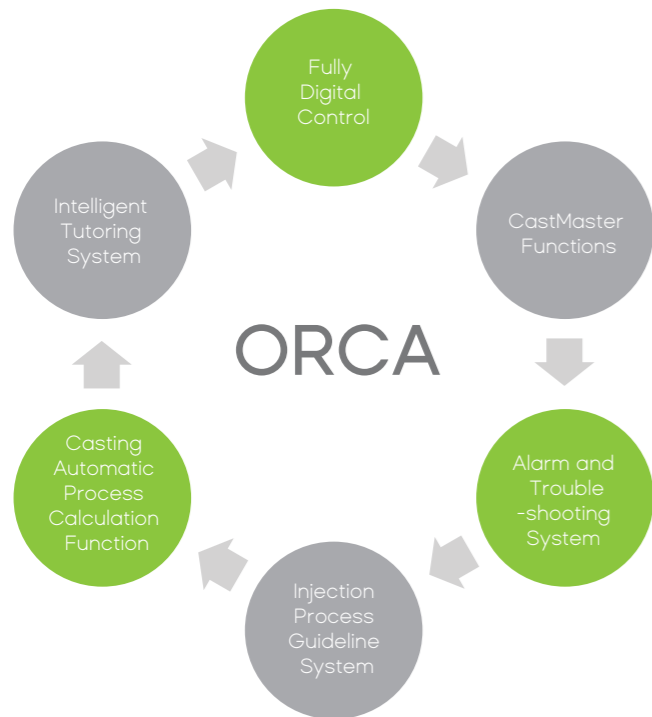 Fully
Digital
Control
CastMaster
Functions
Alarm and
Trouble
-shooting
System
Injection
Process
Guideline
System
Casting
Automatic
Process
Calculation
Function
Intelligent
Tutoring
System
ORCA